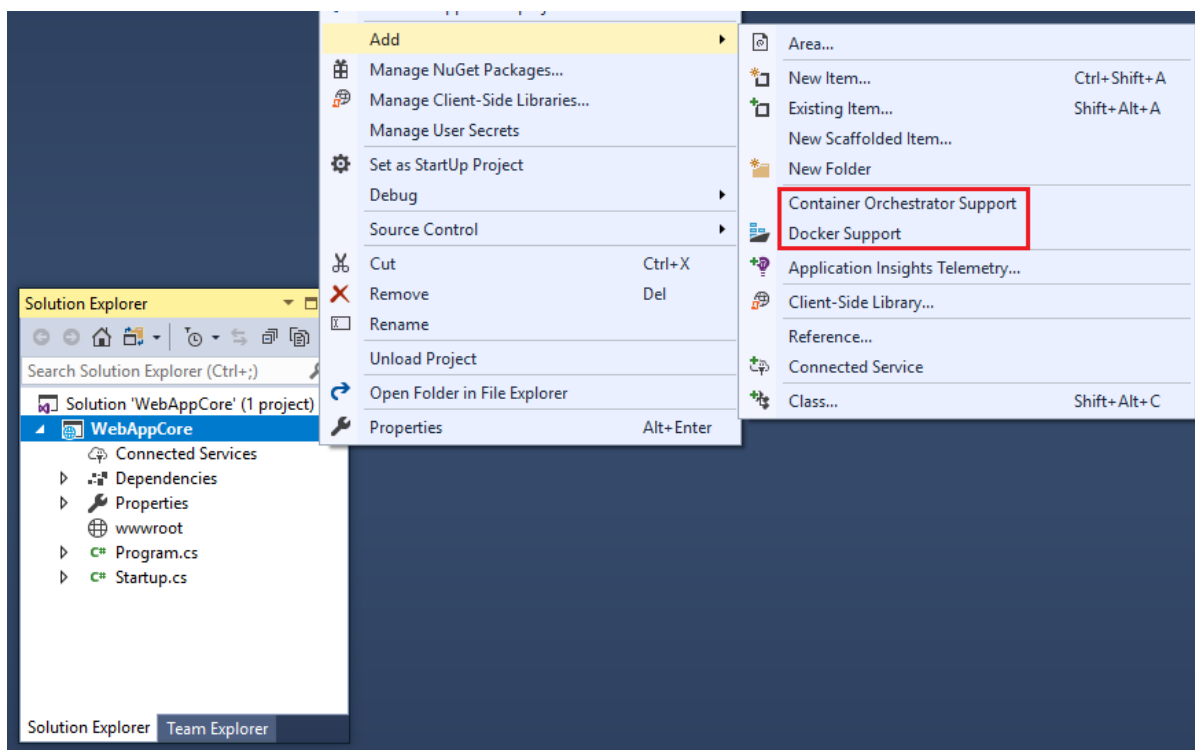 Add
Manage NuGet Packages...
Manage Client-Side Libraries...
Manage User Secrets
Set as StartUp Project
Debug
Source Control
Cut Ctrl+X
Remove Del
Rename
Unload Project
Open Folder in File Explorer
Properties Alt+Enter
Area...
New Item... Ctrl+Shift+A
Existing Item... Shift+Alt+A
New Scaffolded Item...
New Folder
Container Orchestrator Support
Docker Support
Application Insights Telemetry...
Client-Side Library...
Reference...
Connected Service
Class... Shift+Alt+C
Solution Explorer
Search Solution Explorer (Ctrl+;)
Solution 'WebAppCore' (1 project)
WebAppCore
Connected Services
Dependencies
Properties
wwwroot
C# Program.cs
C# Startup.cs
Solution Explorer Team Explorer